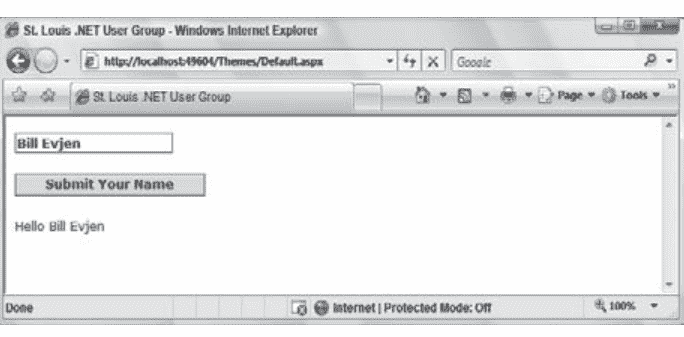 St. Louis .NET User Group - Windows Internet Explorer
http://localhost:49604/Themes/Default.aspx
Google
St. Louis .NET User Group
Page
Tools
Bill Evjen
Submit Your Name
Hello Bill Evjen
Done
Internet | Protected Mode: Off
100%